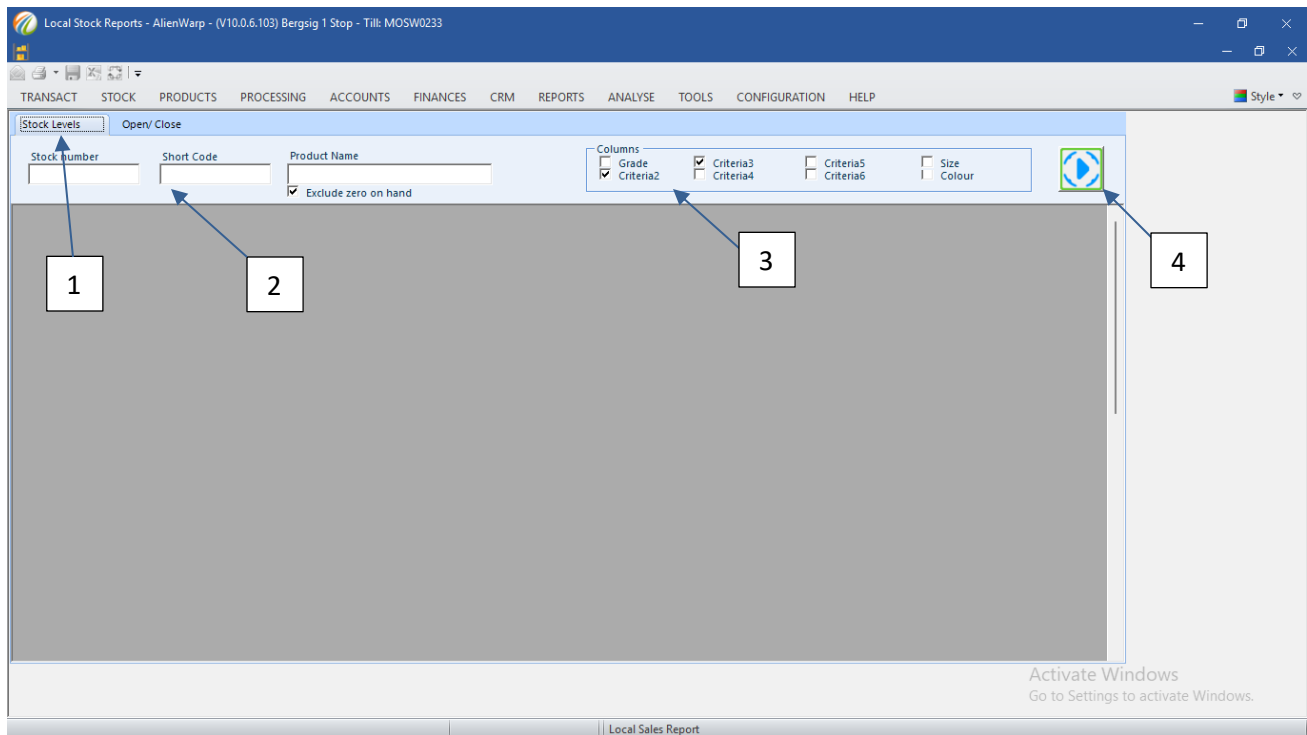 Local Stock Reports - AlienWarp - (V10.0.6.103) Bergsig 1 Stop - Till: MOSW0233
TRANSACT STOCK PRODUCTS PROCESSING ACCOUNTS FINANCES CRM REPORTS ANALYSE TOOLS CONFIGURATION HELP Style
Stock Levels Open/ Close
Stock number Short Code Product Name Columns
Grade Criteria3 Criteria5 Size
Criteria2 Criteria4 Criteria6 Colour
Exclude zero on hand
1 2 3 4
Activate Windows
Go to Settings to activate Windows.
Local Sales Report